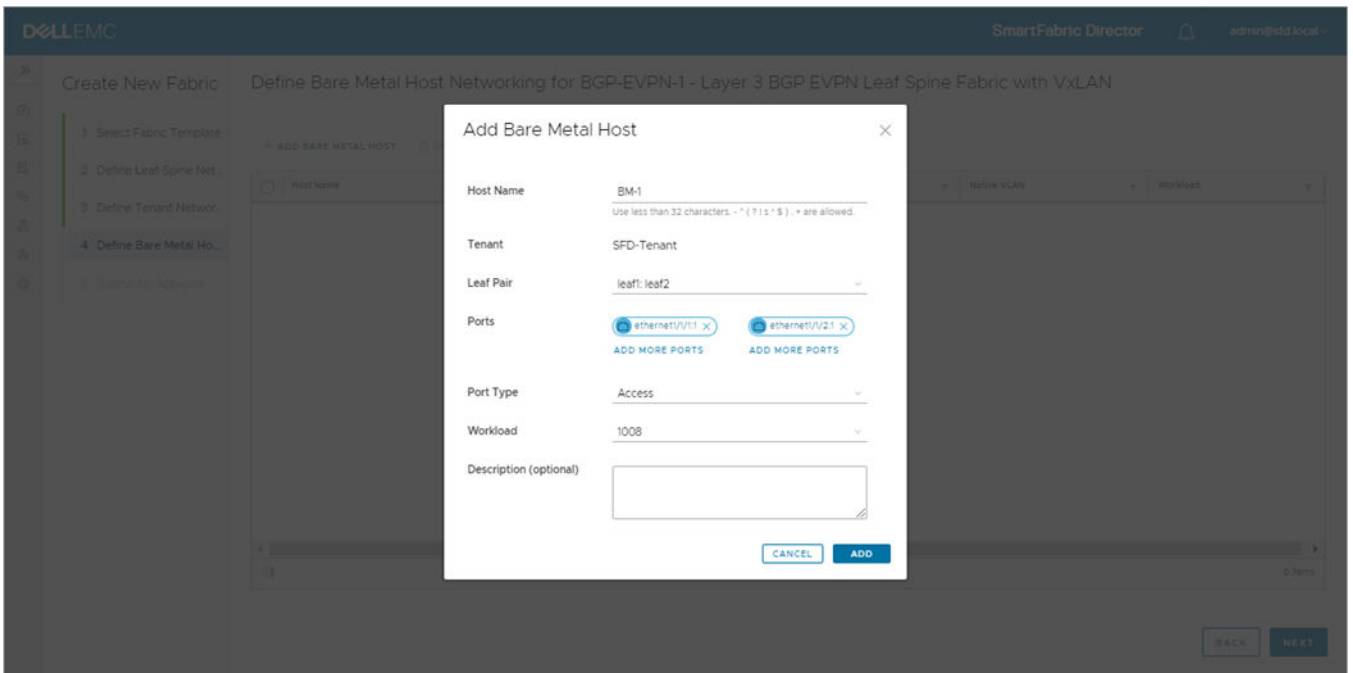 DELLEMC
SmartFabric Director
admin@sfd.local
Create New Fabric
Define Bare Metal Host Networking for BGP-EVPN-1 - Layer 3 BGP EVPN Leaf Spine Fabric with VxLAN
1. Select Fabric Template
2. Define Leaf-Spine Net...
3. Define Tenant Networ...
4. Define Bare Metal Ho...
5. Submit for Approval
+ ADD BARE METAL HOST
Host Name
Native VLAN
Workload
Add Bare Metal Host
Host Name
BM-1
Use less than 32 characters.
are allowed.
Tenant
SFD-Tenant
Leaf Pair
leaf1: leaf2
Ports
ethernet1/1/1:1 ×
ethernet1/1/2:1 ×
ADD MORE PORTS
ADD MORE PORTS
Port Type
Access
Workload
1008
Description (optional)
CANCEL
ADD
0 items
BACK
NEXT